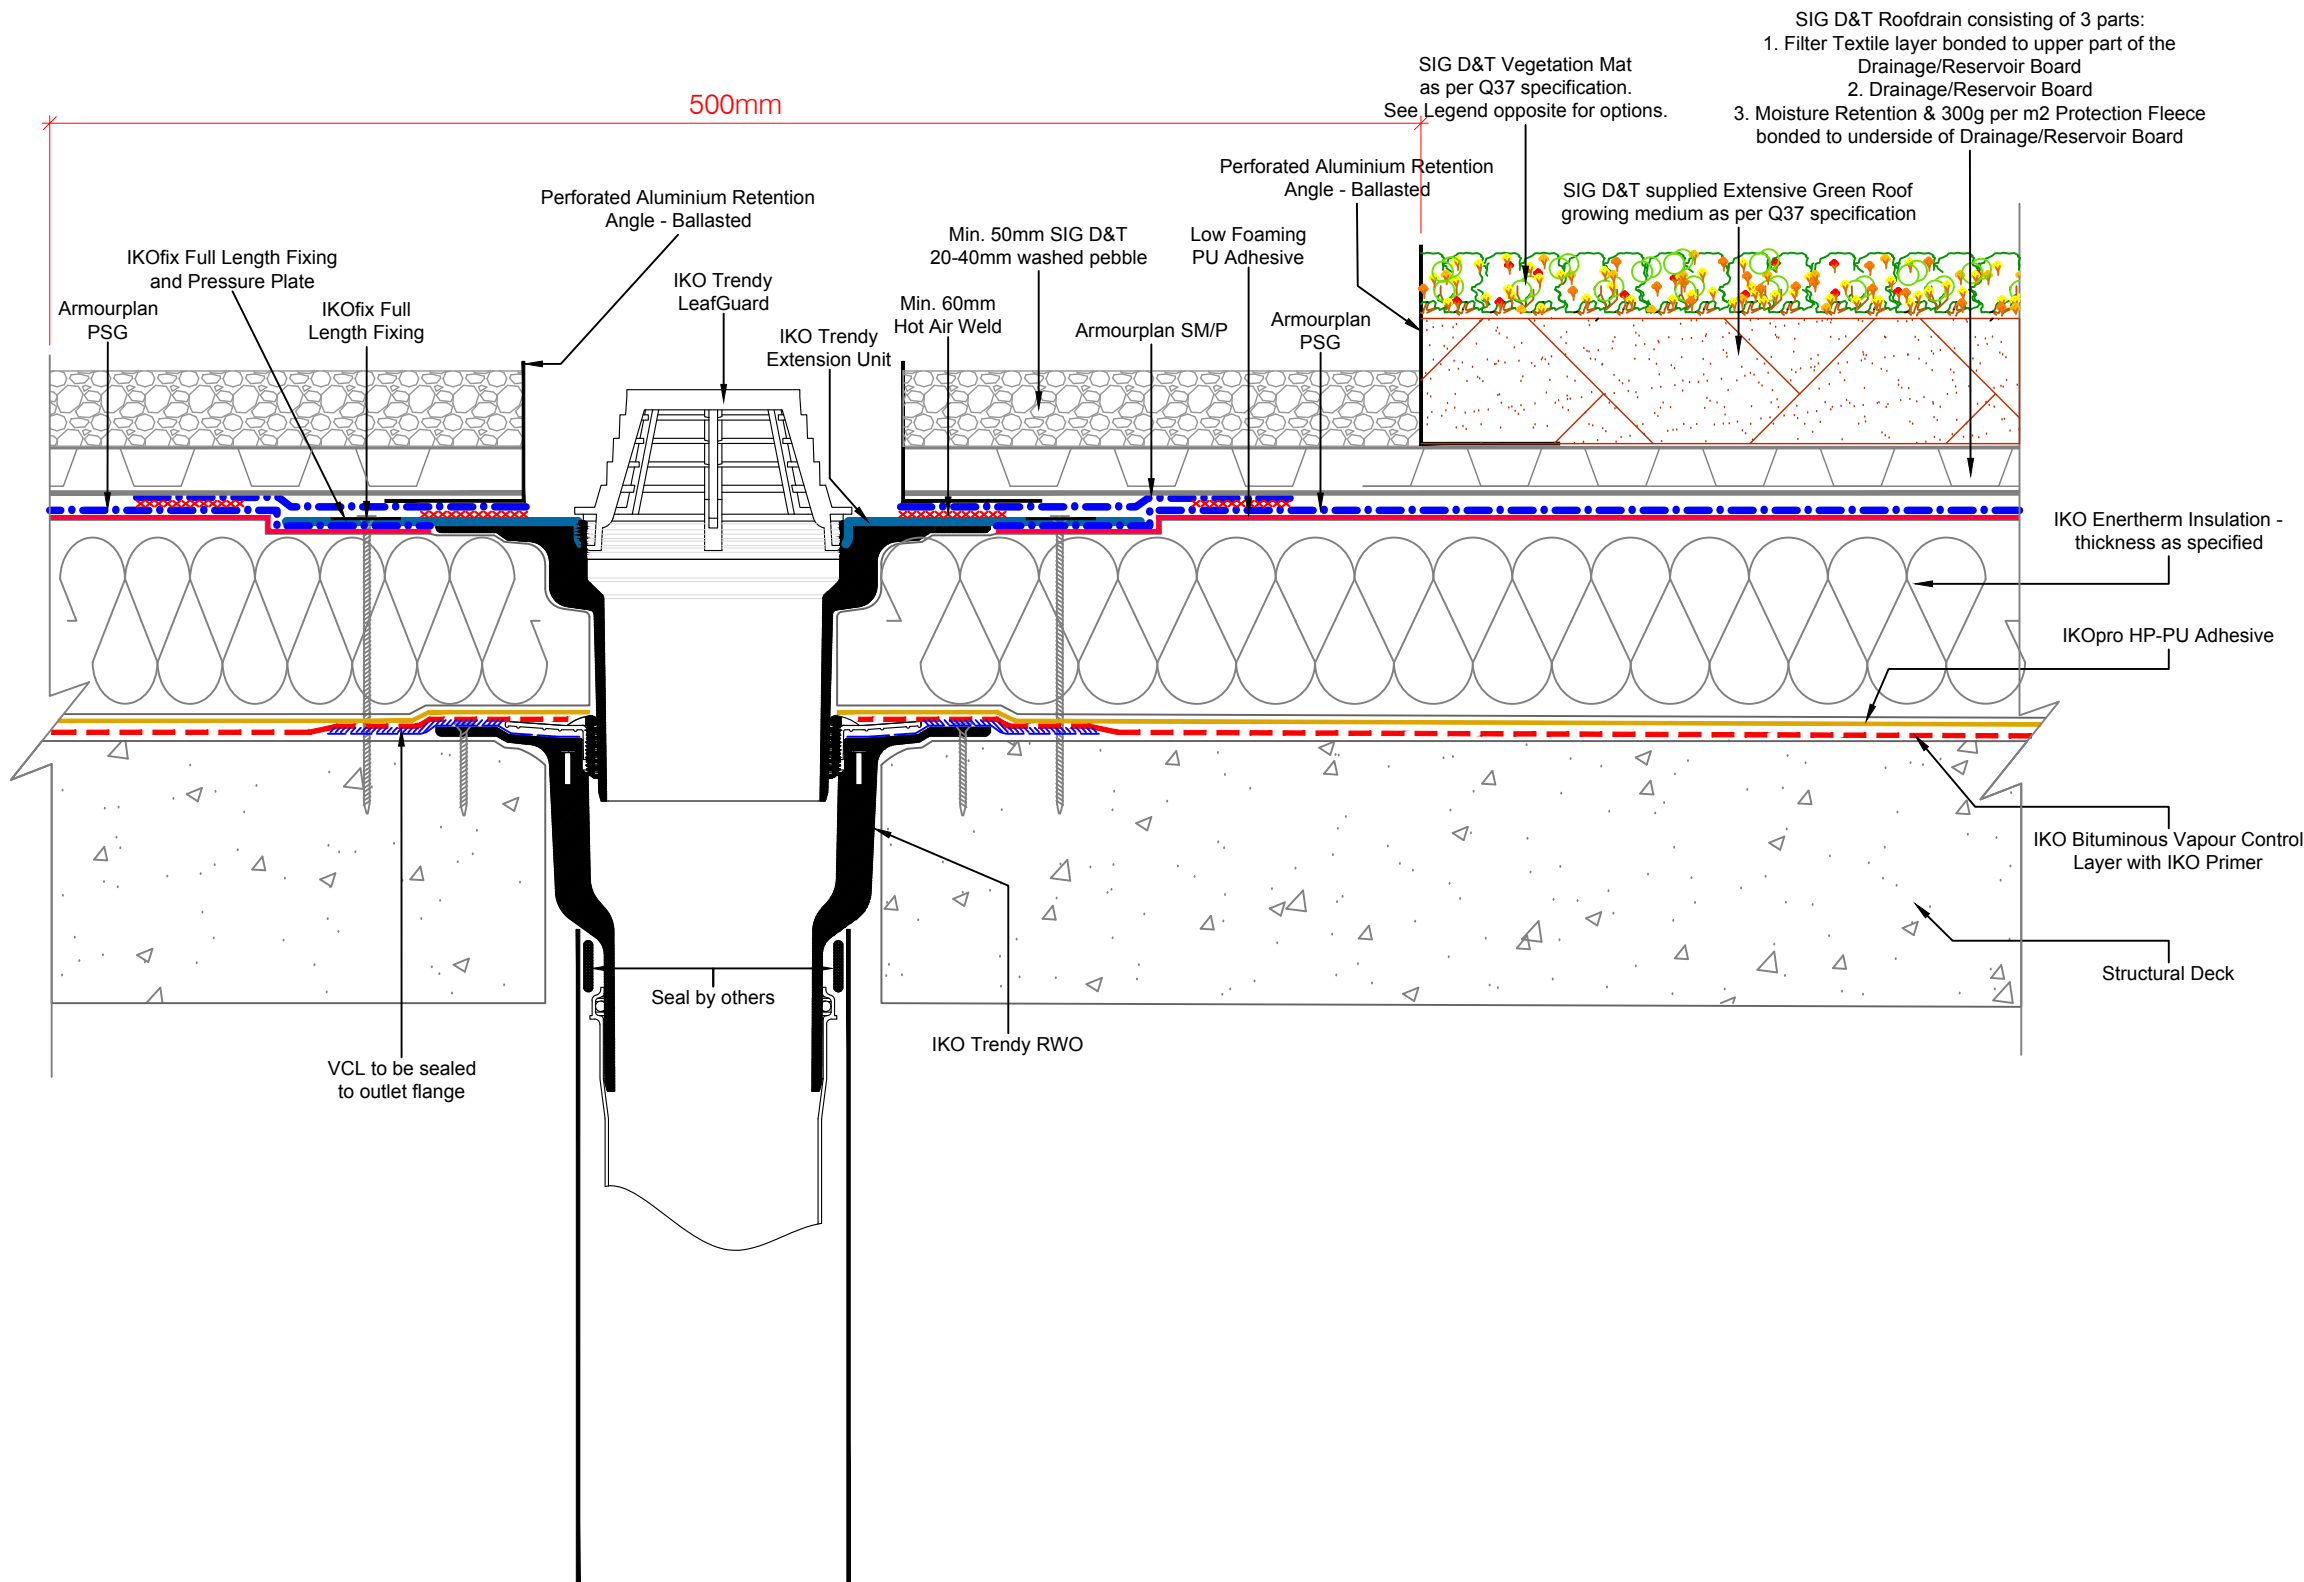 SIG D&T Roofdrain consisting of 3 parts:
1. Filter Textile layer bonded to upper part of the
Drainage/Reservoir Board
2. Drainage/Reservoir Board
3. Moisture Retention & 300g per m2 Protection Fleece
bonded to underside of Drainage/Reservoir Board
SIG D&T Vegetation Mat
as per Q37 specification.
See Legend opposite for options.
500mm
Perforated Aluminium Retention
Angle - Ballasted
SIG D&T supplied Extensive Green Roof
growing medium as per Q37 specification
Perforated Aluminium Retention
Angle - Ballasted
IKOfix Full Length Fixing
and Pressure Plate
Armourplan
PSG
IKOfix Full
Length Fixing
IKO Trendy
LeafGuard
IKO Trendy
Extension Unit
Min. 50mm SIG D&T
20-40mm washed pebble
Min. 60mm
Hot Air Weld
Low Foaming
PU Adhesive
Armourplan SM/P
Armourplan
PSG
IKO Enertherm Insulation -
thickness as specified
IKOpro HP-PU Adhesive
IKO Bituminous Vapour Control
Layer with IKO Primer
Structural Deck
Seal by others
IKO Trendy RWO
VCL to be sealed
to outlet flange